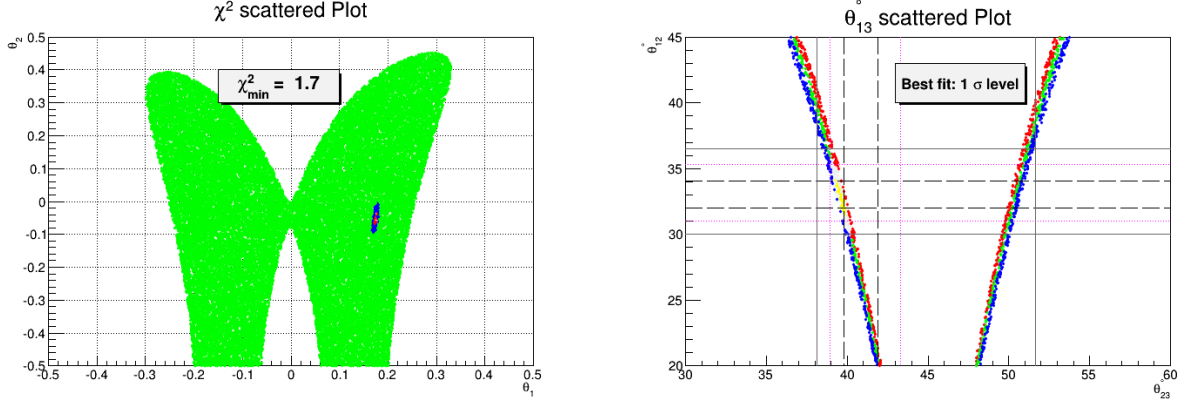 χ² scattered Plot
θ₂
χ²min = 1.7
0.5
0.4
0.3
0.2
0.1
0
-0.1
-0.2
-0.3
-0.4
-0.5
-0.5 -0.4 -0.3 -0.2 -0.1 0 0.1 0.2 0.3 0.4 0.5
θ₁
θ°₁₃ scattered Plot
θ°₁₂
Best fit: 1 σ level
45
40
35
30
25
20
30 35 40 45 50 55 60
θ°₂₃